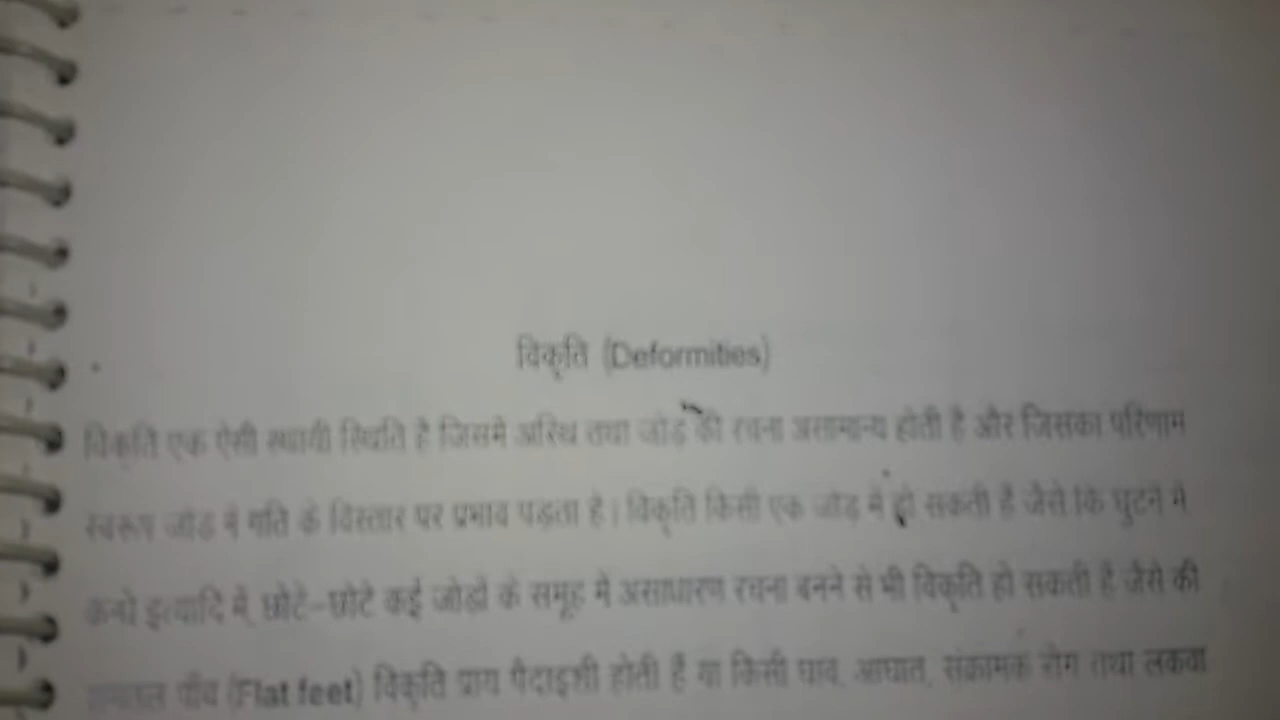 विकृति (Deformities)
विकृति एक ऐसी स्थायी स्थिति है जिसमें अस्थि तथा जोड़ की रचना असामान्य होती है और जिसका परिणाम
स्वरूप जोड़ में गति के विस्तार पर प्रभाव पड़ता है। विकृति किसी एक जोड़ में हो सकती है जैसे कि घुटने में
कन्धे इत्यादि में, छोटे-छोटे कई जोड़ों के समूह में असाधारण रचना बनने से भी विकृति हो सकती है जैसे की
पाँव (Flat feet) विकृति प्राय पैदाइशी होती है या किसी घाव, आघात, संक्रामक रोग तथा लकवा